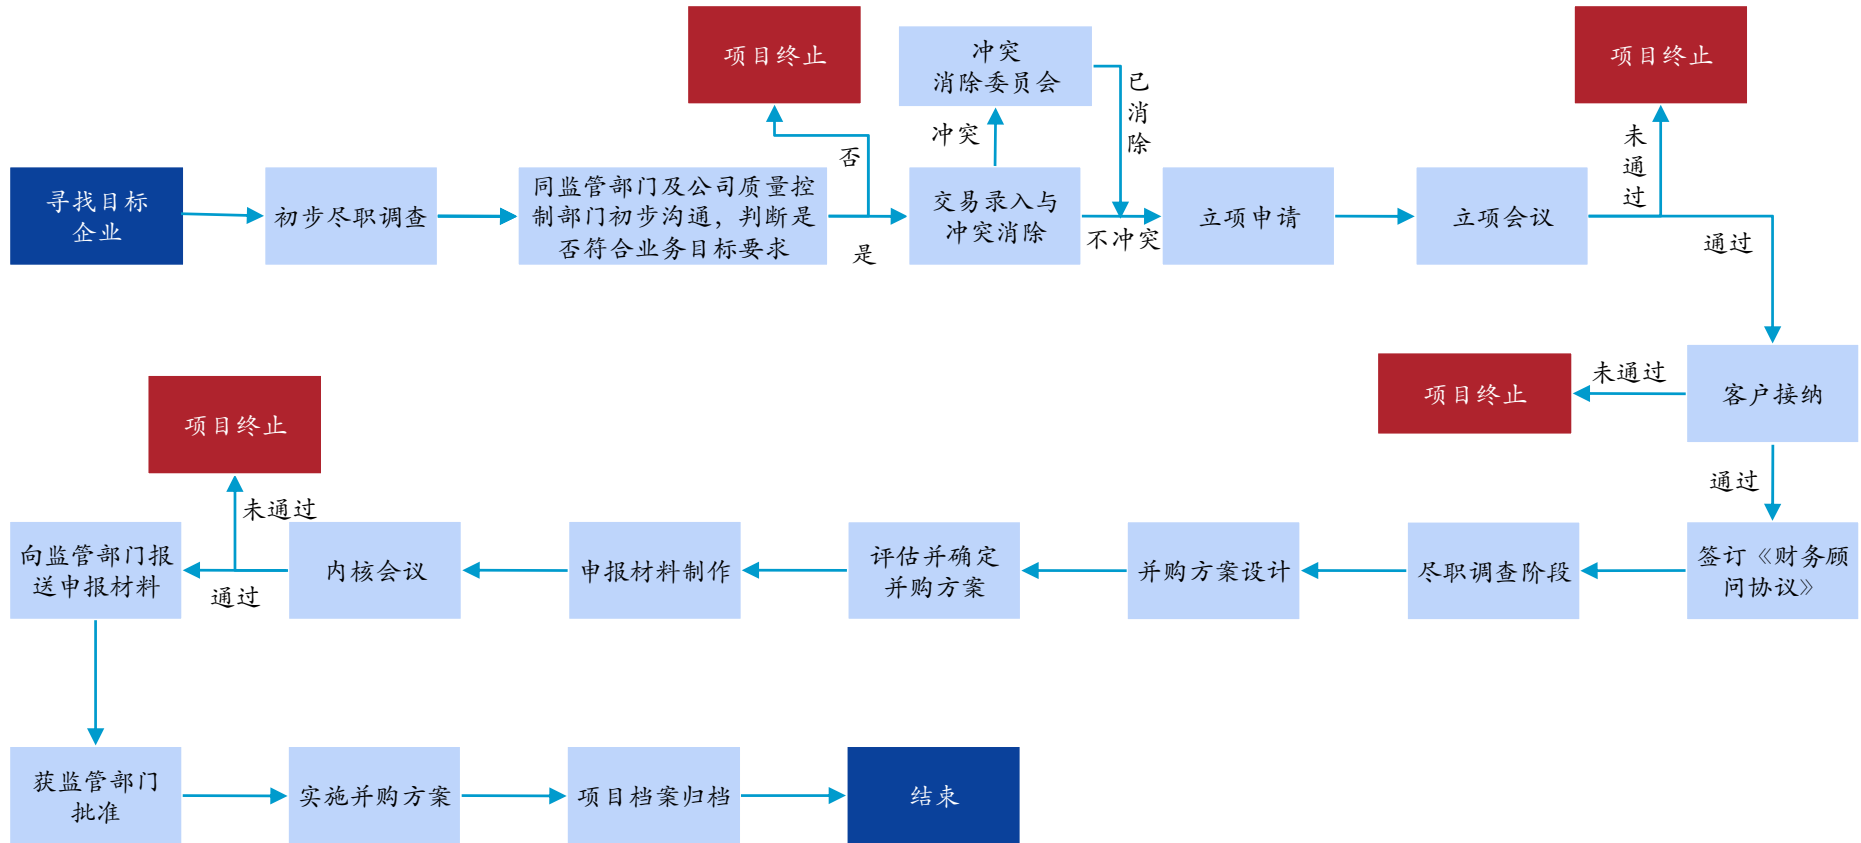 项目终止
冲突
消除委员会
项目终止
已
消
除
冲突
未
通
过
否
寻找目标
企业
初步尽职调查
同监管部门及公司质量控
制部门初步沟通，判断是
否符合业务目标要求
是
交易录入与
冲突消除
不冲突
立项申请
立项会议
通过
项目终止
未通过
客户接纳
项目终止
通过
未通过
向监管部门报
送申报材料
通过
内核会议
申报材料制作
评估并确定
并购方案
并购方案设计
尽职调查阶段
签订《财务顾
问协议》
获监管部门
批准
实施并购方案
项目档案归档
结束